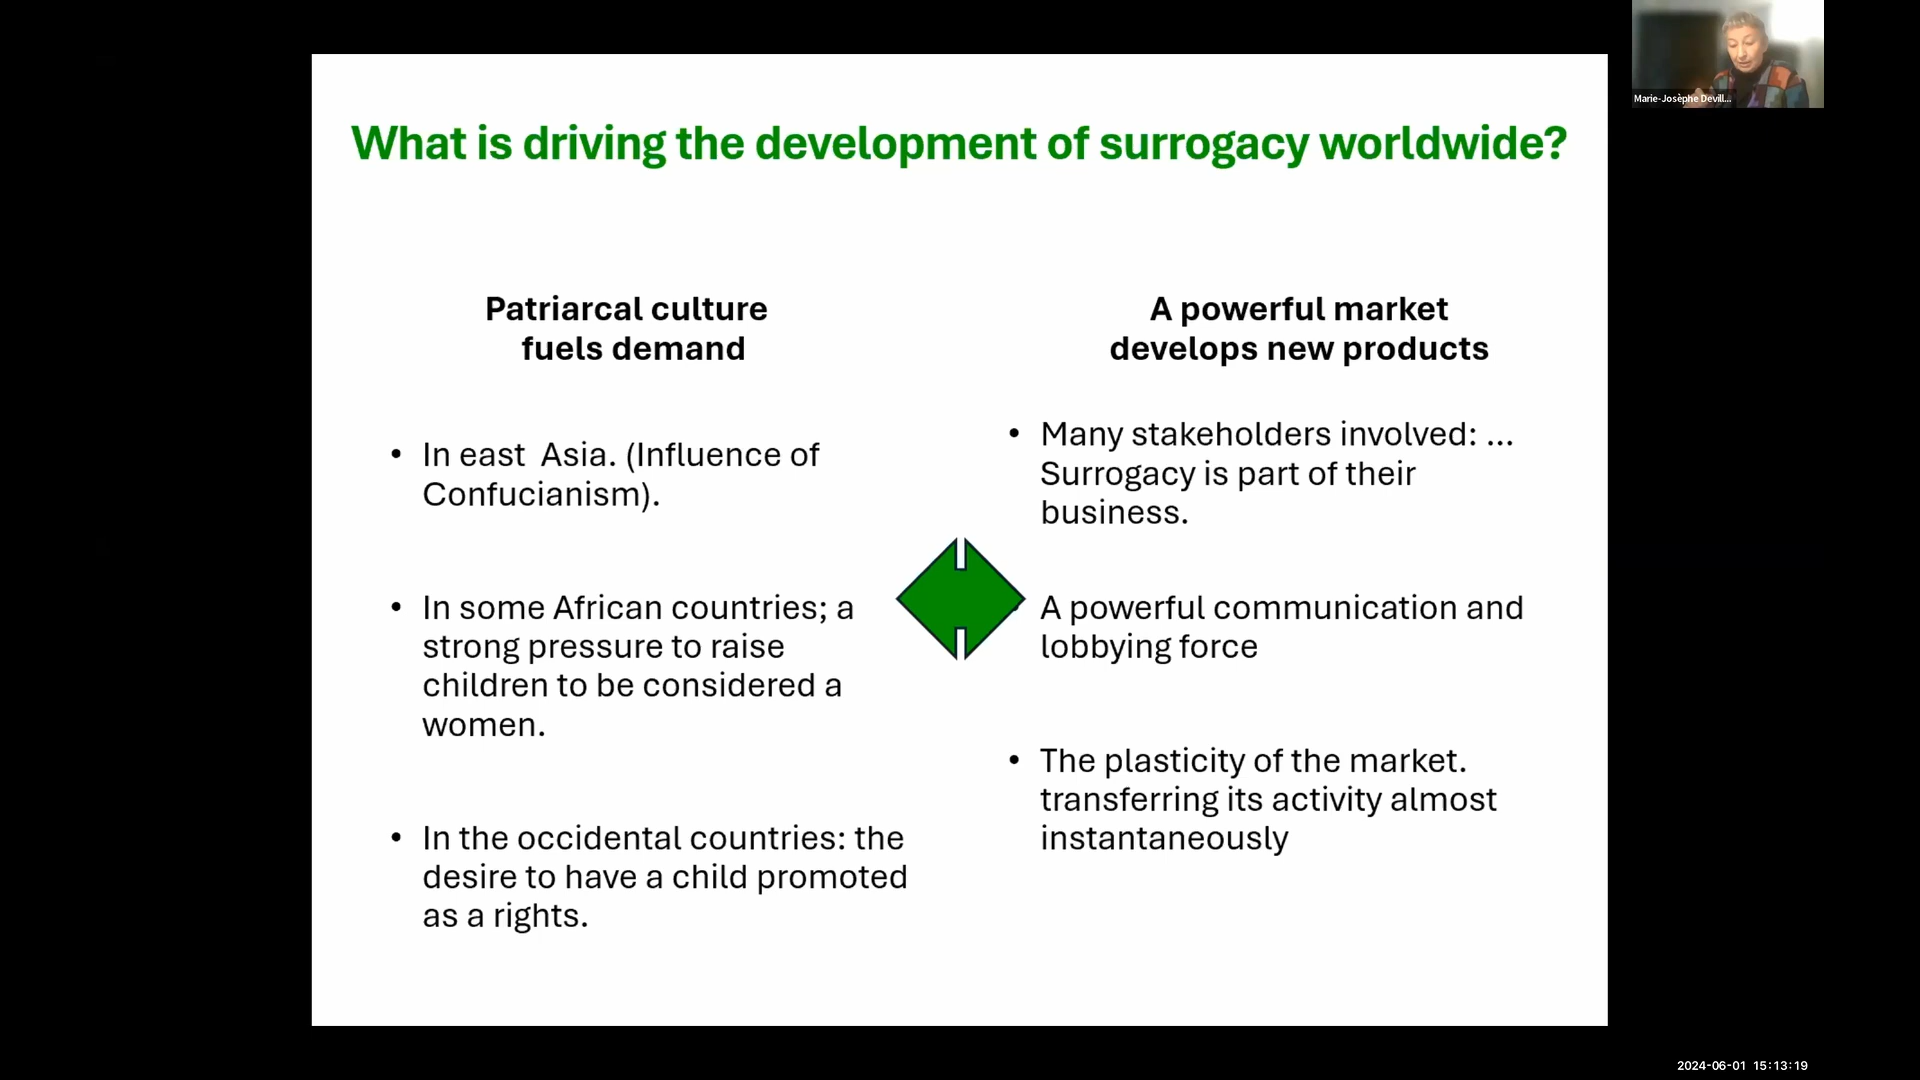 Marie-Josèphe Devill...
What is driving the development of surrogacy worldwide?
Patriarcal culture
fuels demand
• In east Asia. (Influence of
Confucianism).
• In some African countries; a
strong pressure to raise
children to be considered a
women.
• In the occidental countries: the
desire to have a child promoted
as a rights.
A powerful market
develops new products
• Many stakeholders involved: ...
Surrogacy is part of their
business.
A powerful communication and
lobbying force
• The plasticity of the market.
transferring its activity almost
instantaneously
2024-06-01 15:13:19